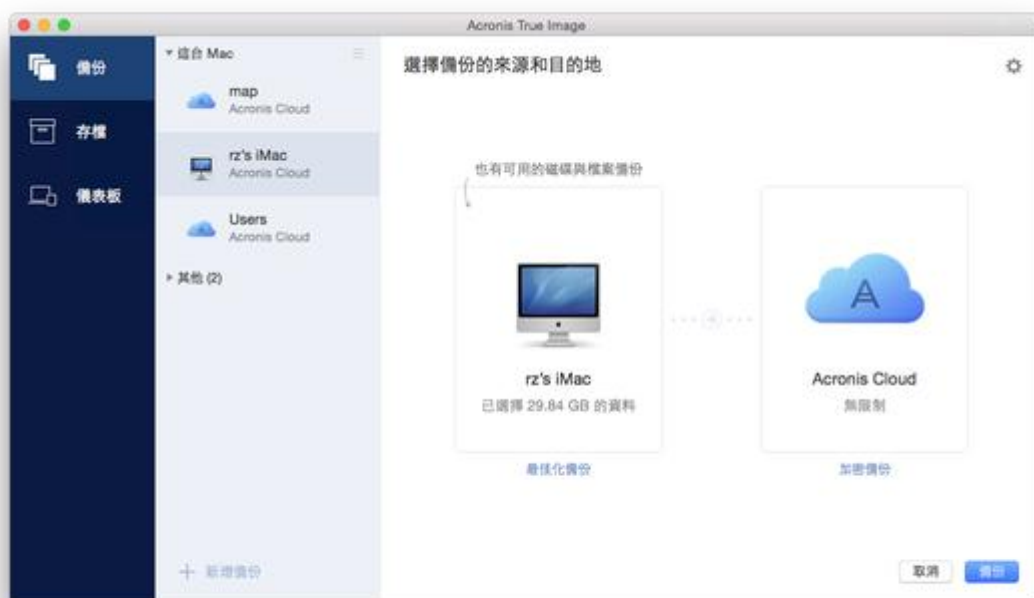 Acronis True Image
備份
存檔
儀表板
這台 Mac
map
Acronis Cloud
rz's iMac
Acronis Cloud
Users
Acronis Cloud
其他 (2)
新增備份
選擇備份的來源和目的地
也有可用的磁碟與檔案備份
rz's iMac
已選擇 29.84 GB 的資料
最佳化備份
Acronis Cloud
無限制
加密備份
取消
備份